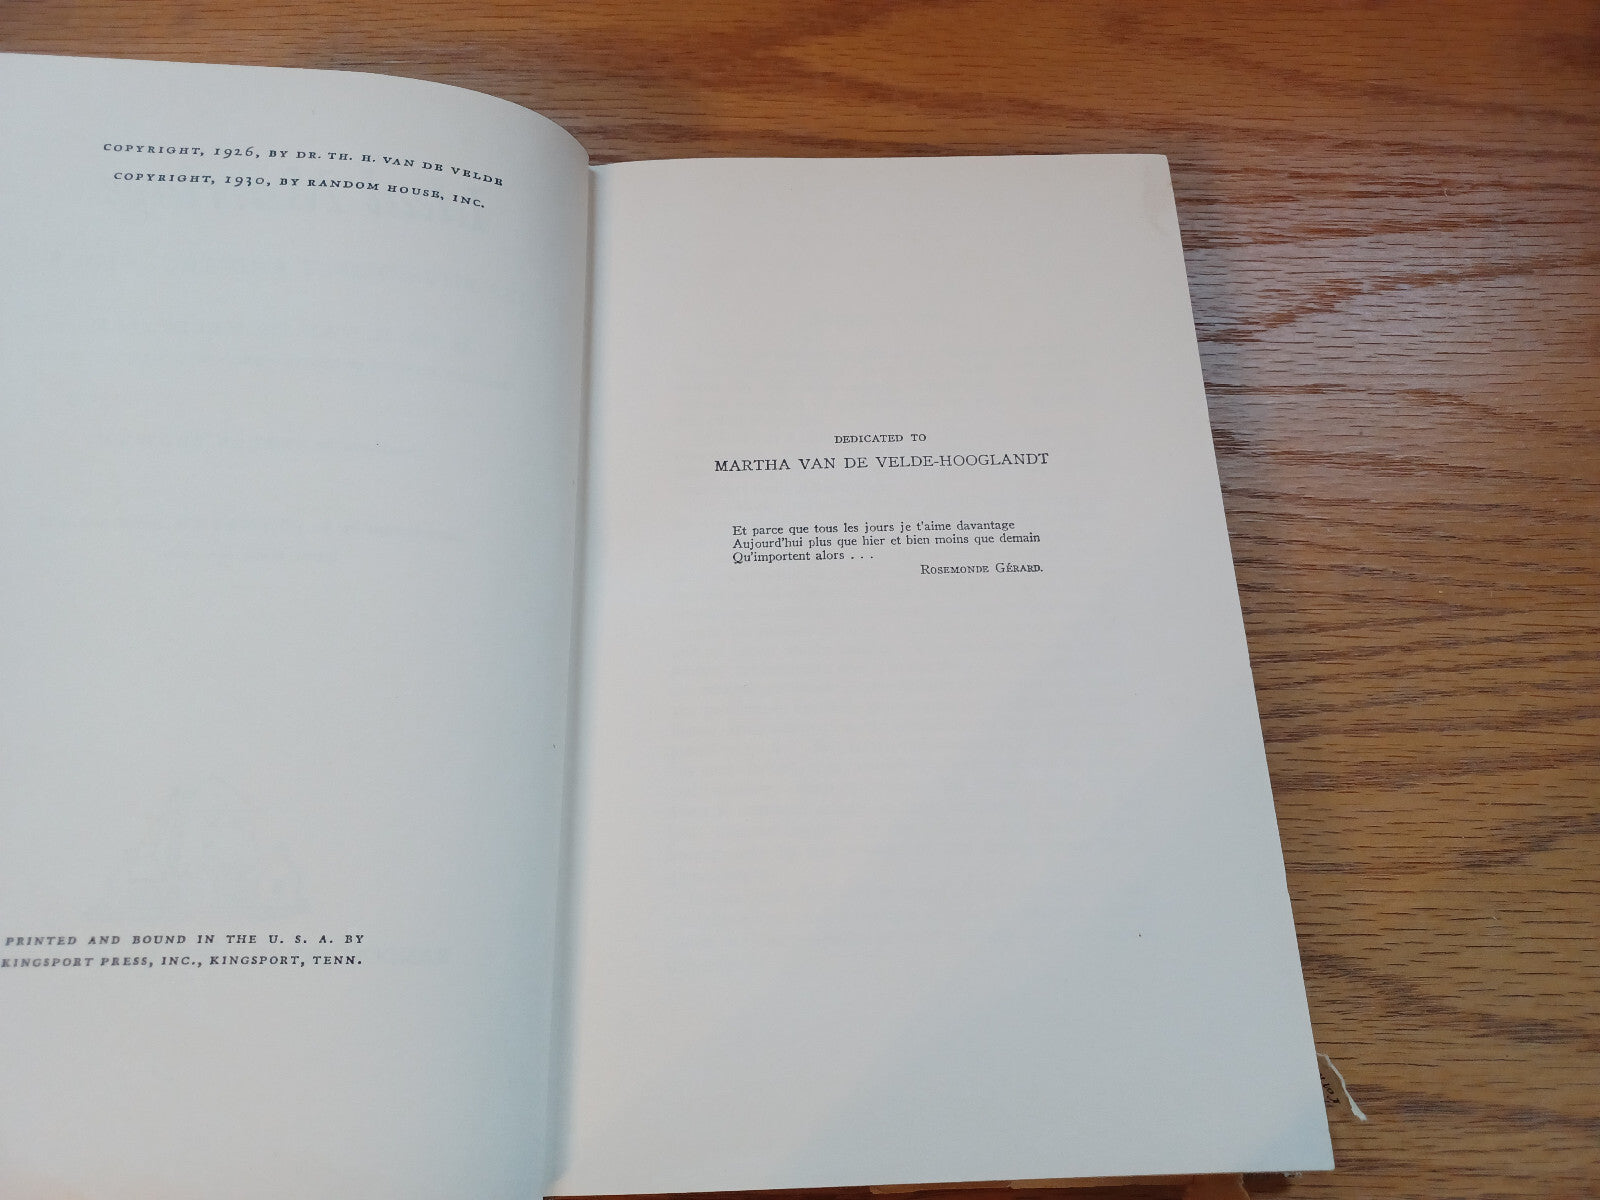 COPYRIGHT, 1926, BY DR. TH. H. VAN DE VELDE
COPYRIGHT, 1930, BY RANDOM HOUSE, INC.
PRINTED AND BOUND IN THE U. S. A. BY
KINGSPORT PRESS, INC., KINGSPORT, TENN.
DEDICATED TO
MARTHA VAN DE VELDE-HOOGLANDT
Et parce que tous les jours je t'aime davantage
Aujourd'hui plus que hier et bien moins que demain
Qu'importent alors . . .
ROSEMONDE GÉRARD.